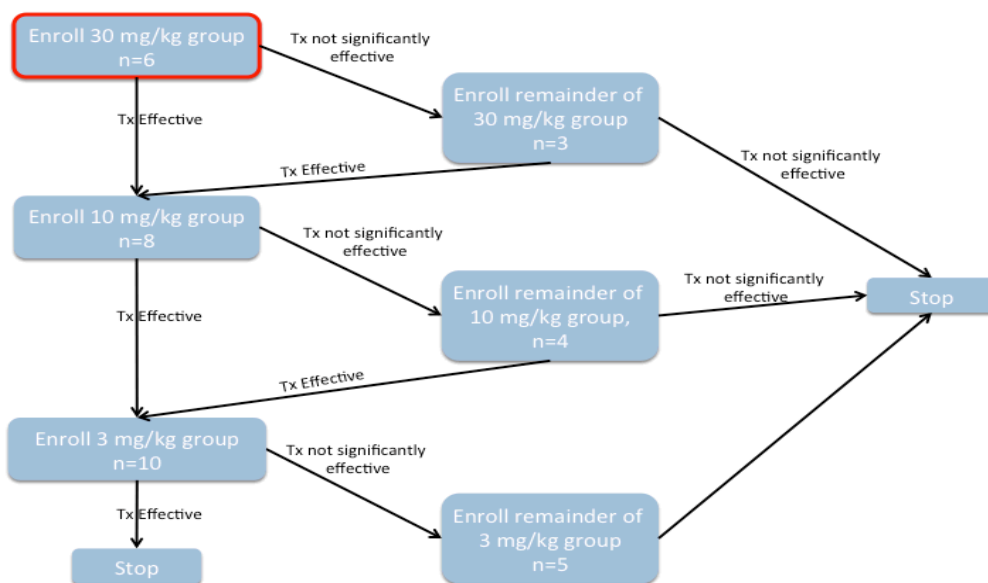 Enroll 30 mg/kg group
n=6
Tx not significantly
effective
Tx Effective
Enroll remainder of
30 mg/kg group
n=3
Tx not significantly
effective
Tx Effective
Enroll 10 mg/kg group
n=8
Tx not significantly
effective
Tx Effective
Enroll remainder of
10 mg/kg group,
n=4
Tx not significantly
effective
Stop
Tx Effective
Enroll 3 mg/kg group
n=10
Tx not significantly
effective
Tx Effective
Enroll remainder of
3 mg/kg group
n=5
Stop